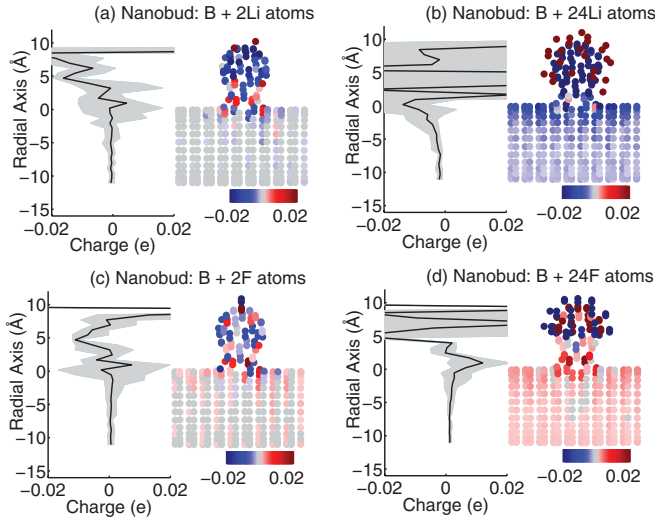 (a) Nanobud: B + 2Li atoms
10
5
0
−5
−10
−15
Radial Axis (Å)
−0.02 0 0.02
Charge (e)
−0.02 0.02
(b) Nanobud: B + 24Li atoms
10
5
0
−5
−10
−15
Radial Axis (Å)
−0.02 0 0.02
Charge (e)
−0.02 0.02
(c) Nanobud: B + 2F atoms
10
5
0
−5
−10
−15
Radial Axis (Å)
−0.02 0 0.02
Charge (e)
−0.02 0.02
(d) Nanobud: B + 24F atoms
10
5
0
−5
−10
−15
Radial Axis (Å)
−0.02 0 0.02
Charge (e)
−0.02 0.02